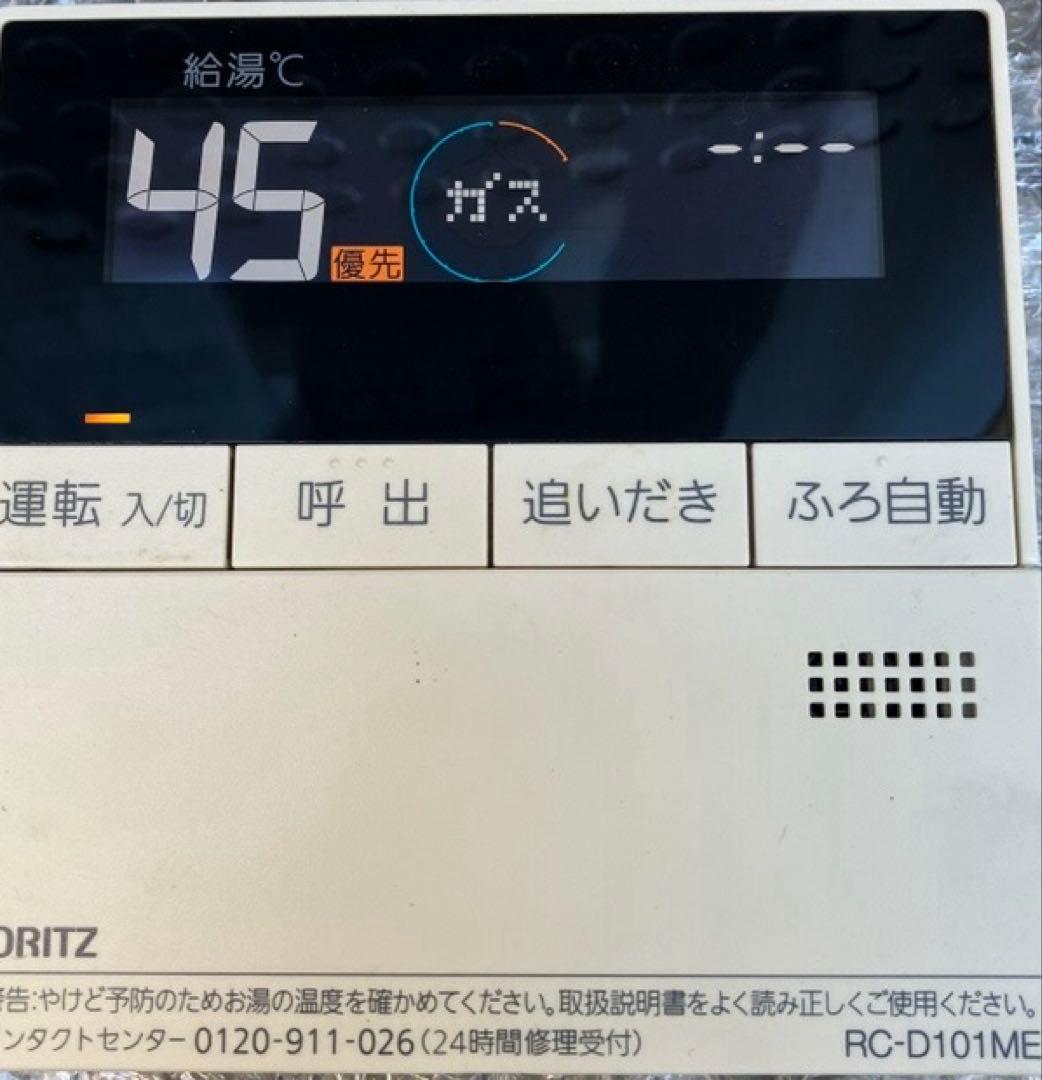 給湯℃
45 優先 ガス -:--
運転 入/切 呼出 追いだき ふろ自動
ORITZ
告:やけど予防のためお湯の温度を確かめてください。取扱説明書をよく読み正しくご使用ください。
ンタクトセンター 0120-911-026(24時間修理受付) RC-D101ME